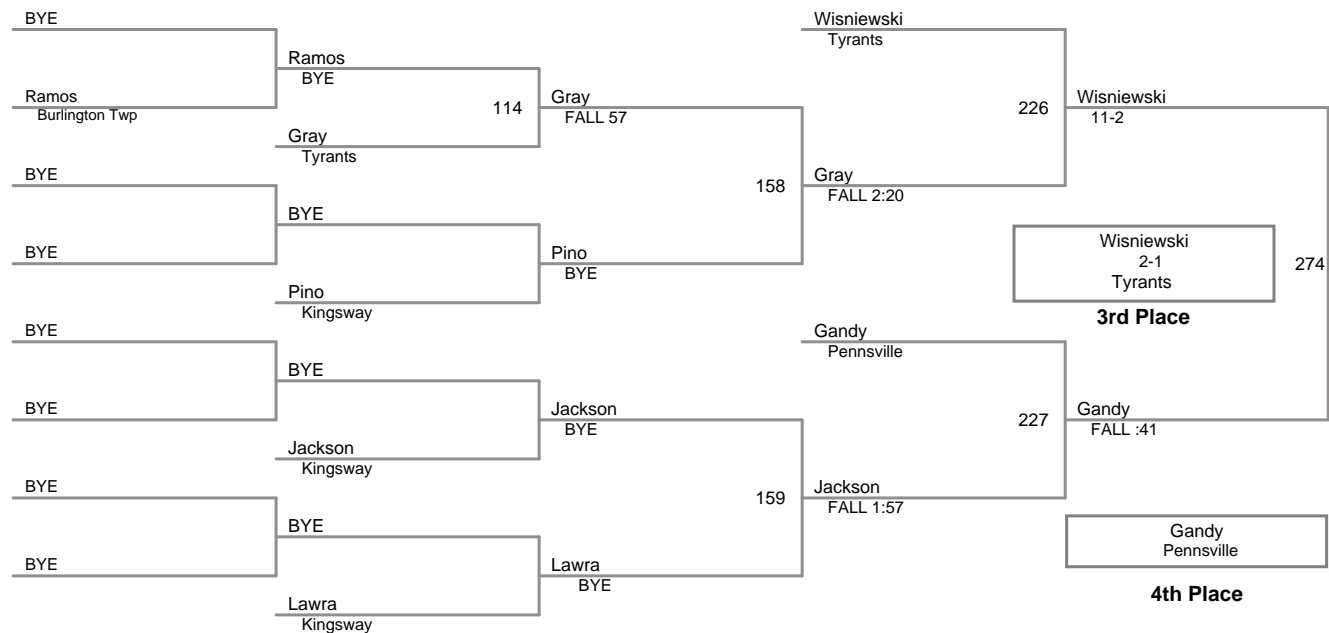 BYE
Ramos
Burlington Twp
BYE
BYE
BYE
BYE
BYE
BYE
Ramos
BYE
Gray
Tyrants
BYE
Pino
Kingsway
BYE
Jackson
Kingsway
BYE
Lawra
Kingsway
114
Gray
FALL 57
Pino
BYE
Jackson
BYE
Lawra
BYE
158
159
Wisniewski
Tyrants
Gray
FALL 2:20
Gandy
Pennsville
Jackson
FALL 1:57
226
227
Wisniewski
11-2
Gandy
FALL :41
274
Wisniewski
2-1
Tyrants
3rd Place
Gandy
Pennsville
4th Place